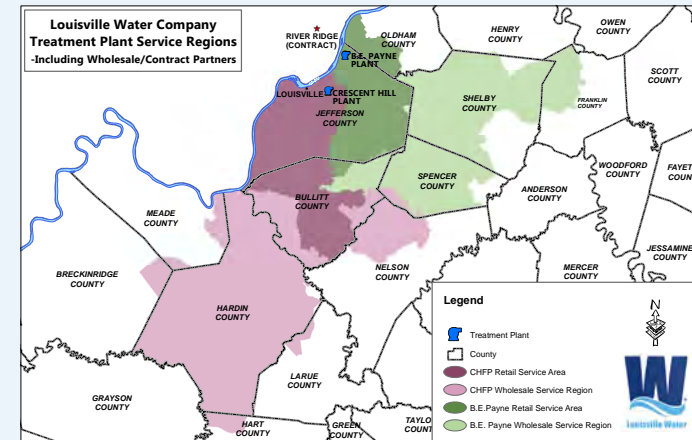 Louisville Water Company
Treatment Plant Service Regions
-Including Wholesale/Contract Partners
RIVER RIDGE
(CONTRACT)
OLDHAM
COUNTY
HENRY
COUNTY
OWEN
COUNTY
B.E. PAYNE
PLANT
SCOTT
COUNTY
LOUISVILLE
CRESCENT HILL
PLANT
JEFFERSON
COUNTY
SHELBY
COUNTY
FRANKLIN
COUNTY
WOODFORD
COUNTY
FAYET
COUN
SPENCER
COUNTY
ANDERSON
COUNTY
BULLITT
COUNTY
MEADE
COUNTY
JESSAMINE
COUNTY
NELSON
COUNTY
MERCER
COUNTY
BRECKINRIDGE
COUNTY
HARDIN
COUNTY
LARUE
COUNTY
GRAYSON
COUNTY
HART
COUNTY
GREEN
COUNTY
TAYLO
COUNT
Legend
Treatment Plant
County
CHFP Retail Service Area
CHFP Wholesale Service Region
B.E.Payne Retail Service Area
B.E. Payne Wholesale Service Region
N
W
Louisville Water